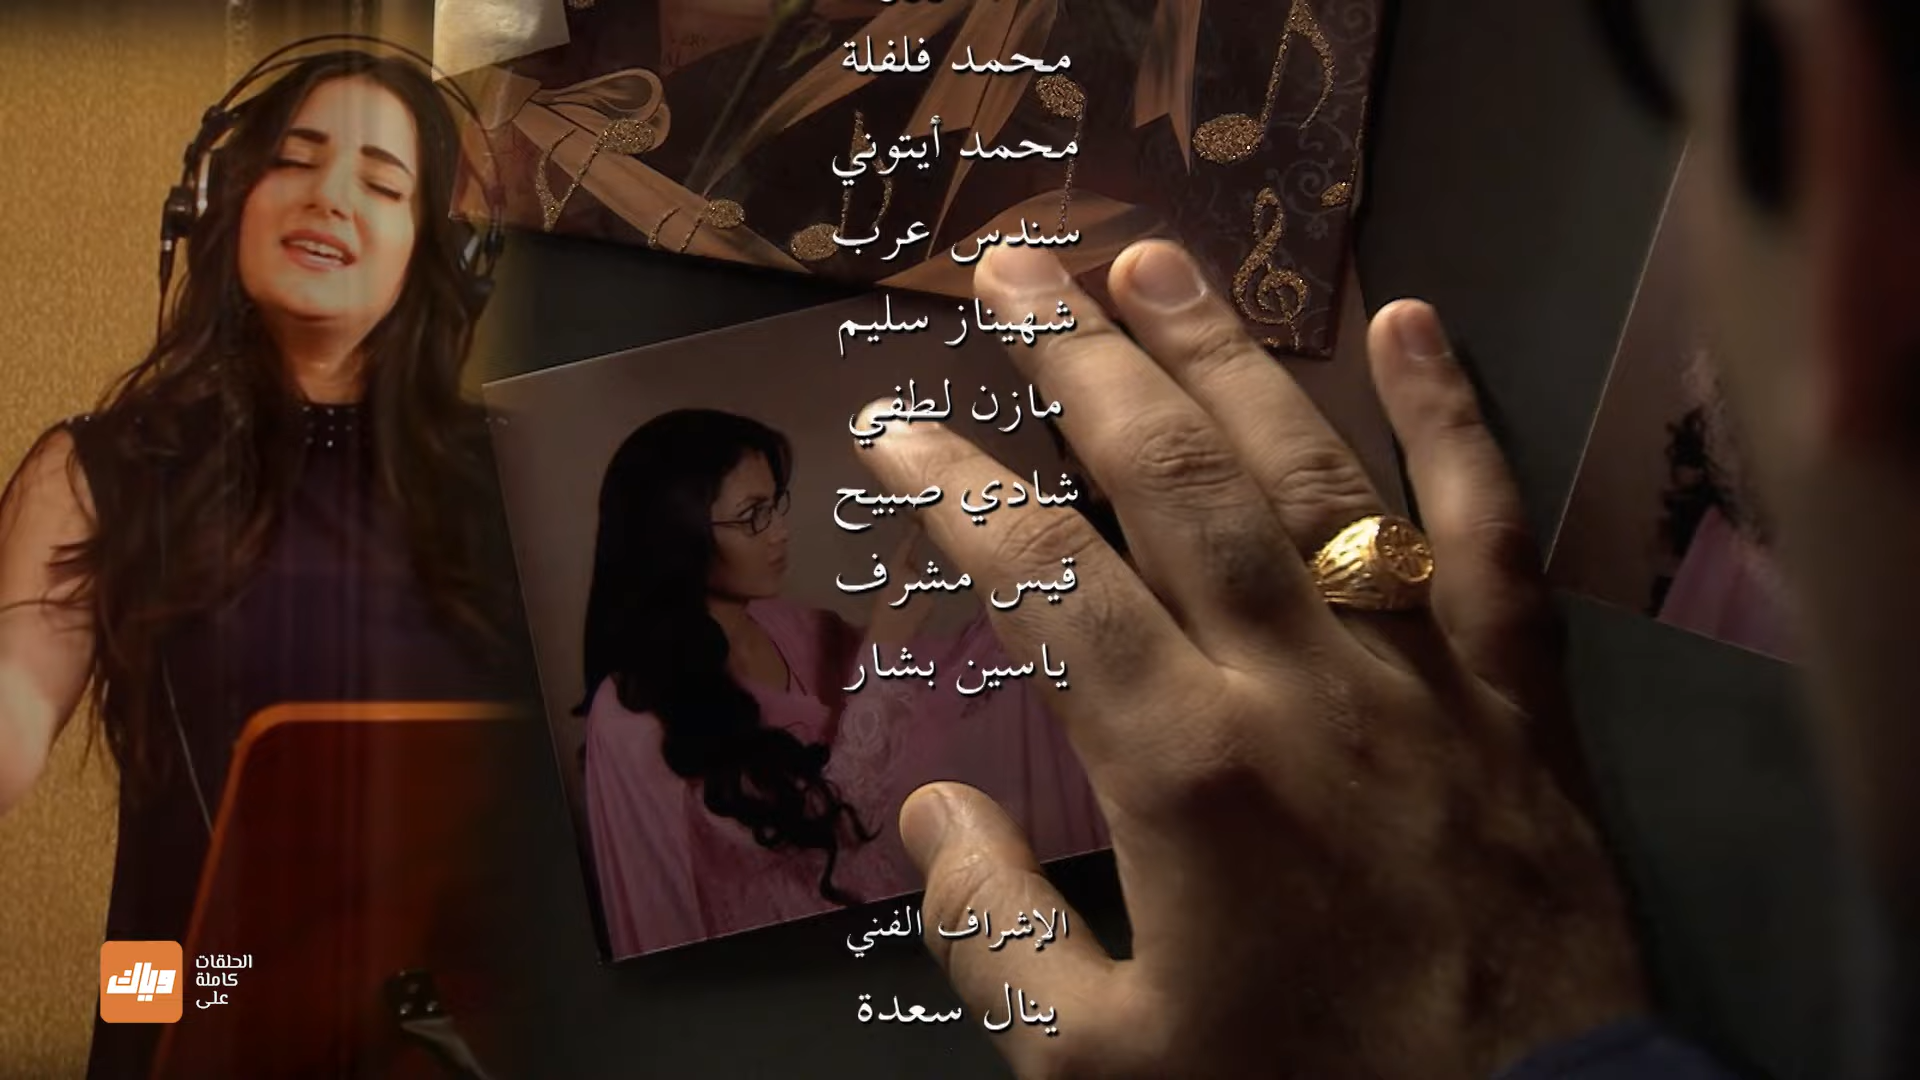 محمد فلفلة
محمد أيتوني
سندس عرب
شهيناز سليم
مازن لطفي
شادي صبيح
قيس مشرف
ياسين بشار
الإشراف الفني
ينال سعدة
وياك
الحلقات
كاملة
على